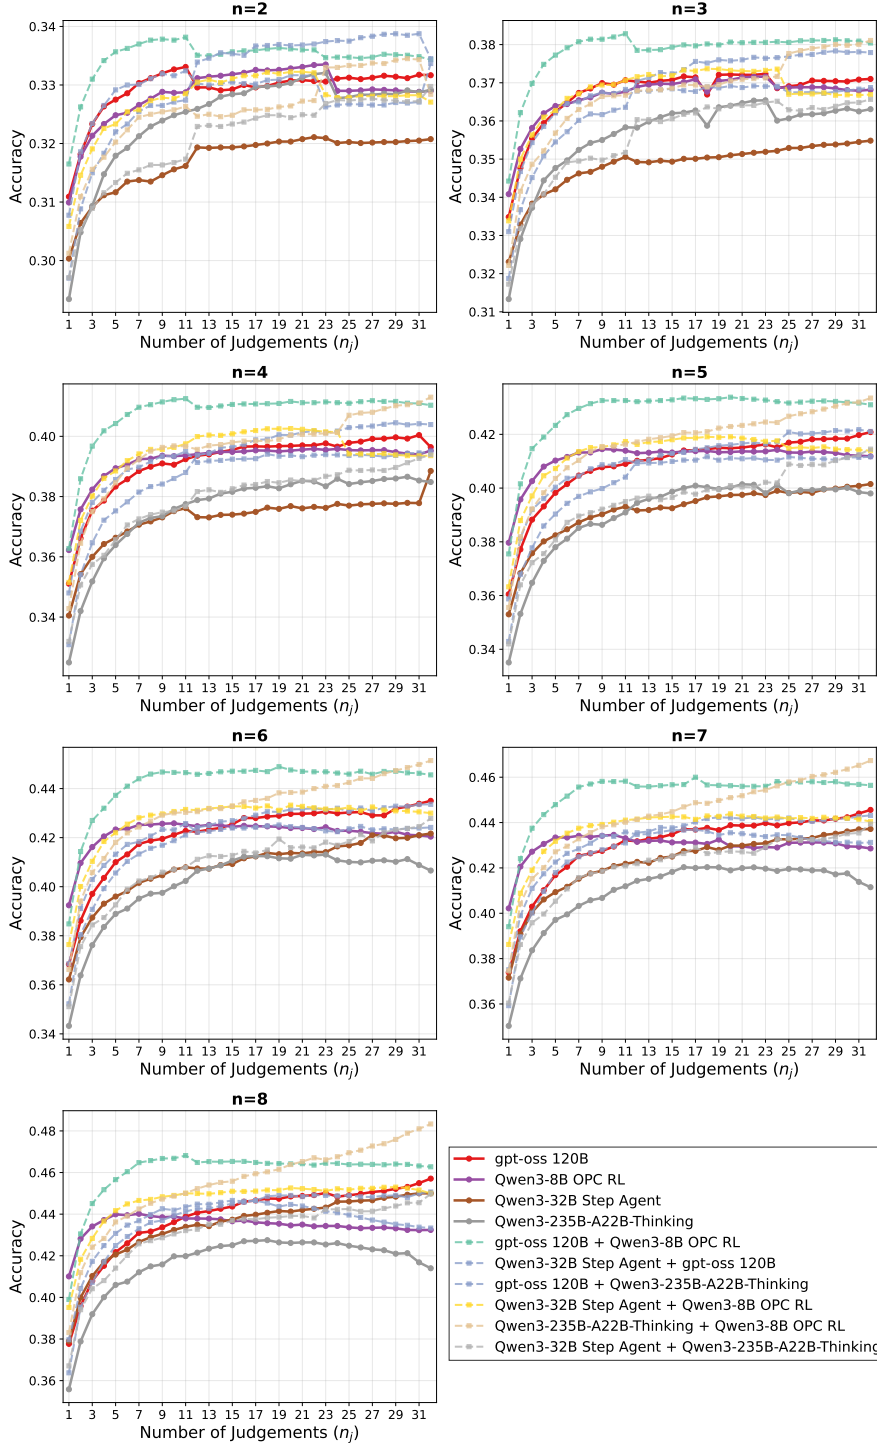 n=2
0.34
0.33
0.32
0.31
0.30
Accuracy
1 3 5 7 9 11 13 15 17 19 21 23 25 27 29 31
Number of Judgements (n_j)
n=3
0.38
0.37
0.36
0.35
0.34
0.33
0.32
0.31
Accuracy
1 3 5 7 9 11 13 15 17 19 21 23 25 27 29 31
Number of Judgements (n_j)
n=4
0.40
0.38
0.36
0.34
Accuracy
1 3 5 7 9 11 13 15 17 19 21 23 25 27 29 31
Number of Judgements (n_j)
n=5
0.42
0.40
0.38
0.36
0.34
Accuracy
1 3 5 7 9 11 13 15 17 19 21 23 25 27 29 31
Number of Judgements (n_j)
n=6
0.44
0.42
0.40
0.38
0.36
0.34
Accuracy
1 3 5 7 9 11 13 15 17 19 21 23 25 27 29 31
Number of Judgements (n_j)
n=7
0.46
0.44
0.42
0.40
0.38
0.36
Accuracy
1 3 5 7 9 11 13 15 17 19 21 23 25 27 29 31
Number of Judgements (n_j)
n=8
0.48
0.46
0.44
0.42
0.40
0.38
0.36
Accuracy
1 3 5 7 9 11 13 15 17 19 21 23 25 27 29 31
Number of Judgements (n_j)
gpt-oss 120B
Qwen3-8B OPC RL
Qwen3-32B Step Agent
Qwen3-235B-A22B-Thinking
gpt-oss 120B + Qwen3-8B OPC RL
Qwen3-32B Step Agent + gpt-oss 120B
gpt-oss 120B + Qwen3-235B-A22B-Thinking
Qwen3-32B Step Agent + Qwen3-8B OPC RL
Qwen3-235B-A22B-Thinking + Qwen3-8B OPC RL
Qwen3-32B Step Agent + Qwen3-235B-A22B-Thinking